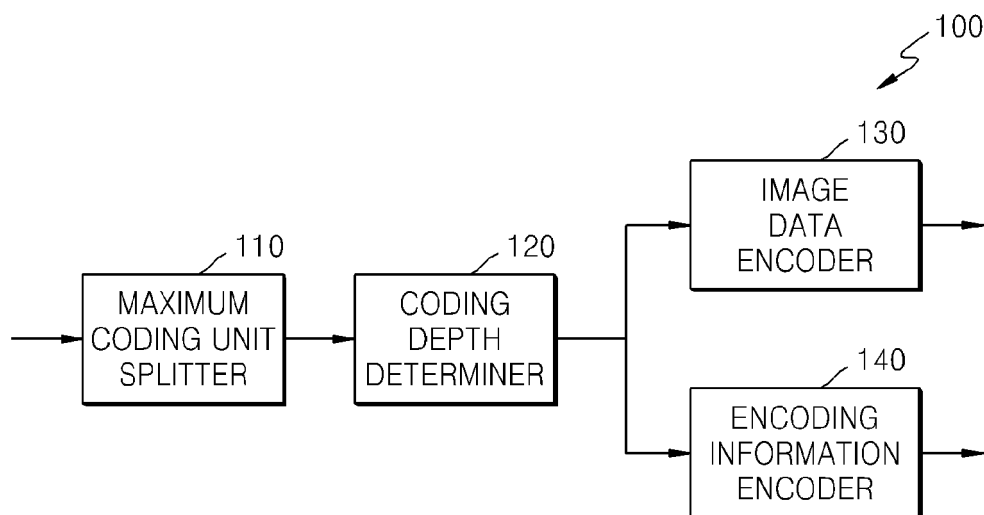 100
130
IMAGE
DATA
ENCODER
110
MAXIMUM
CODING UNIT
SPLITTER
120
CODING
DEPTH
DETERMINER
140
ENCODING
INFORMATION
ENCODER